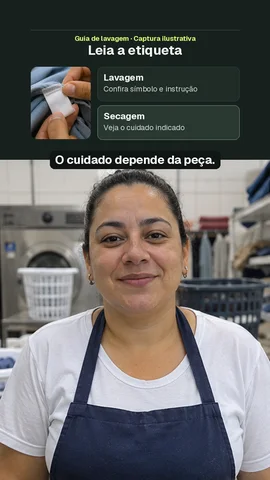 Guia de lavagem · Captura ilustrativa
Leia a etiqueta
Lavagem
Confira símbolo e instrução
Secagem
Veja o cuidado indicado
O cuidado depende da peça.